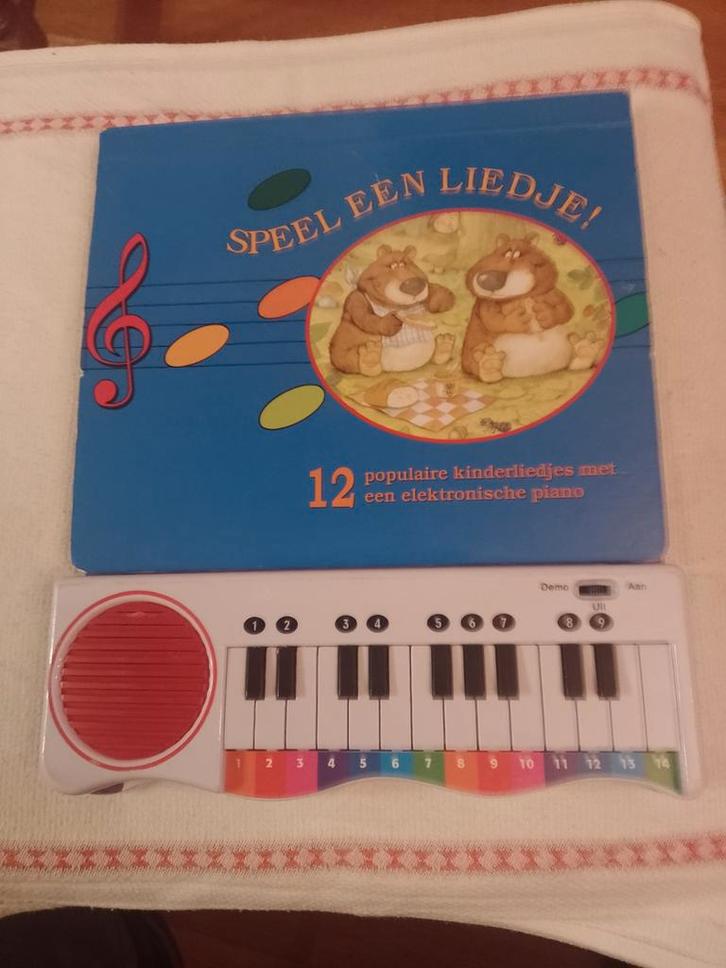 SPEEL EEN LIEDJE!
12 populaire kinderliedjes met
een elektronische piano
Demo Aan
Uit
1 2 3 4 5 6 7 8 9
1 2 3 4 5 6 7 8 9 10 11 12 13 14